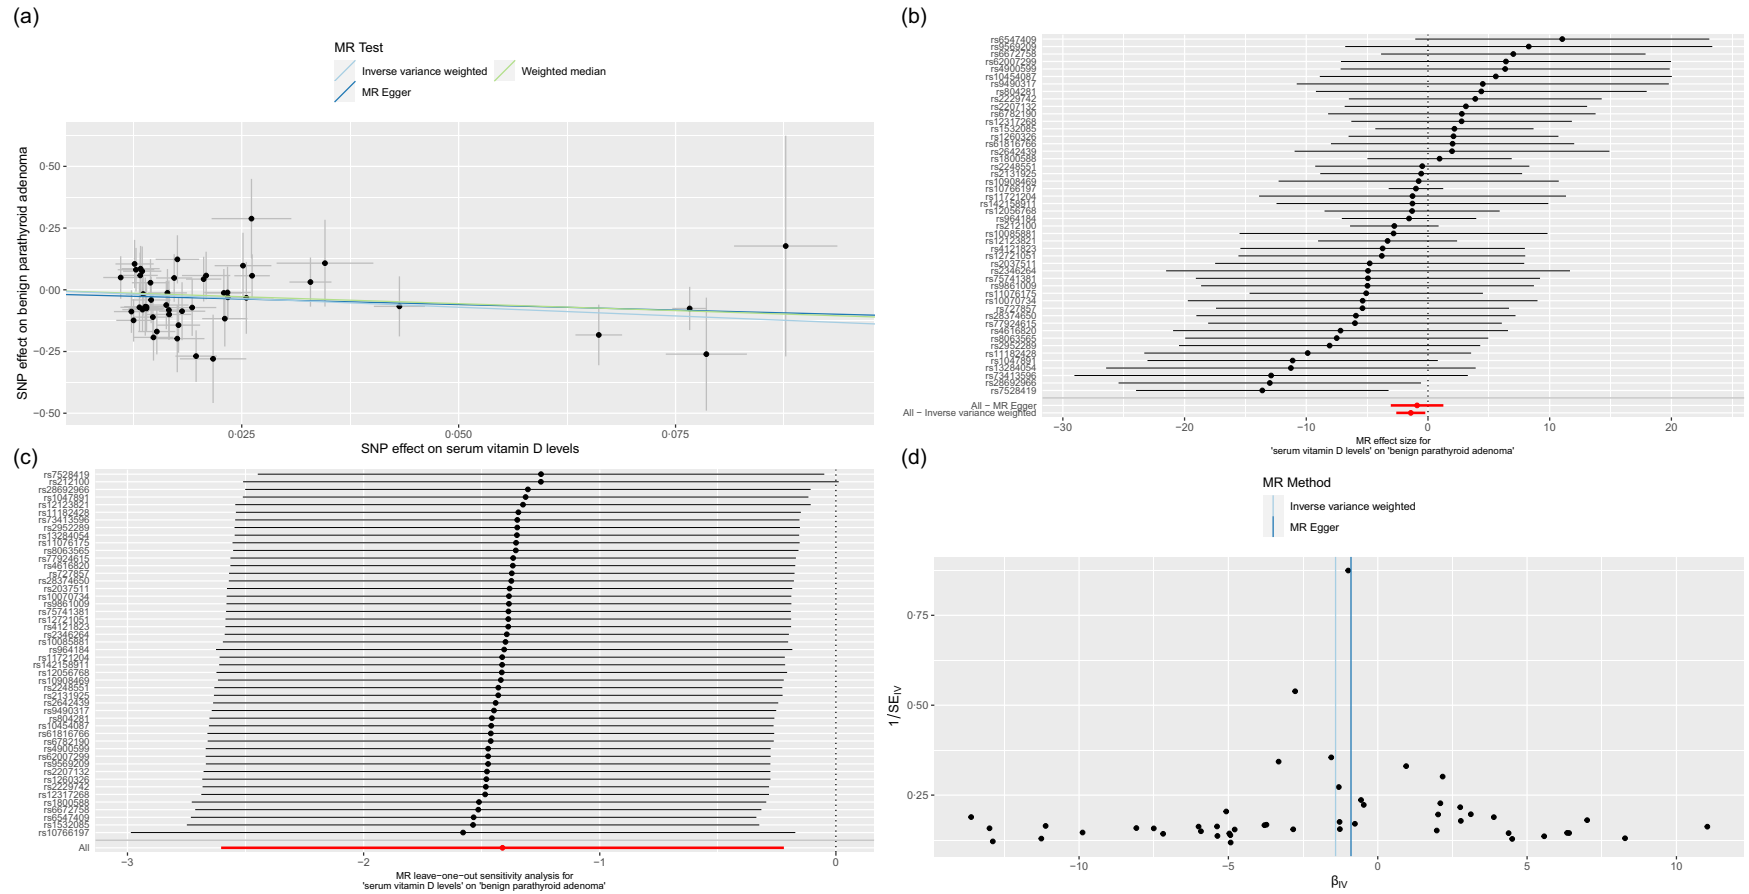 (a)
MR Test
Inverse variance weighted
Weighted median
MR Egger
SNP effect on benign parathyroid adenoma
0·50
0·25
0·00
−0·25
−0·50
0·025
0·050
0·075
SNP effect on serum vitamin D levels
(b)
rs6547409
rs9569209
rs6672758
rs62007299
rs4900599
rs10454087
rs9490317
rs804281
rs2229742
rs2207132
rs6782190
rs12317268
rs1532085
rs1260326
rs61816766
rs2642439
rs1800588
rs2248551
rs2131925
rs10908469
rs10766197
rs11721204
rs142158911
rs12056768
rs964184
rs212100
rs10085881
rs12123821
rs4121823
rs12721051
rs2037511
rs2346264
rs75741381
rs9861009
rs11076175
rs10070734
rs727857
rs28374650
rs77924615
rs4616820
rs8063565
rs2952289
rs11182428
rs1047891
rs13284054
rs73413596
rs28692966
rs7528419
All − MR Egger
All − Inverse variance weighted
−30
−20
−10
0
10
20
MR effect size for
'serum vitamin D levels' on 'benign parathyroid adenoma'
(c)
rs7528419
rs212100
rs28692966
rs1047891
rs12123821
rs11182428
rs73413596
rs2952289
rs13284054
rs11076175
rs8063565
rs77924615
rs4616820
rs727857
rs28374650
rs2037511
rs10070734
rs9861009
rs75741381
rs12721051
rs4121823
rs2346264
rs10085881
rs964184
rs11721204
rs142158911
rs12056768
rs10908469
rs2248551
rs2131925
rs2642439
rs9490317
rs804281
rs10454087
rs61816766
rs6782190
rs4900599
rs62007299
rs9569209
rs2207132
rs1260326
rs2229742
rs12317268
rs1800588
rs6672758
rs6547409
rs1532085
rs10766197
All
−3
−2
−1
0
MR leave−one−out sensitivity analysis for
'serum vitamin D levels' on 'benign parathyroid adenoma'
(d)
MR Method
Inverse variance weighted
MR Egger
1/SE_IV
0·75
0·50
0·25
−10
−5
0
5
10
β_IV